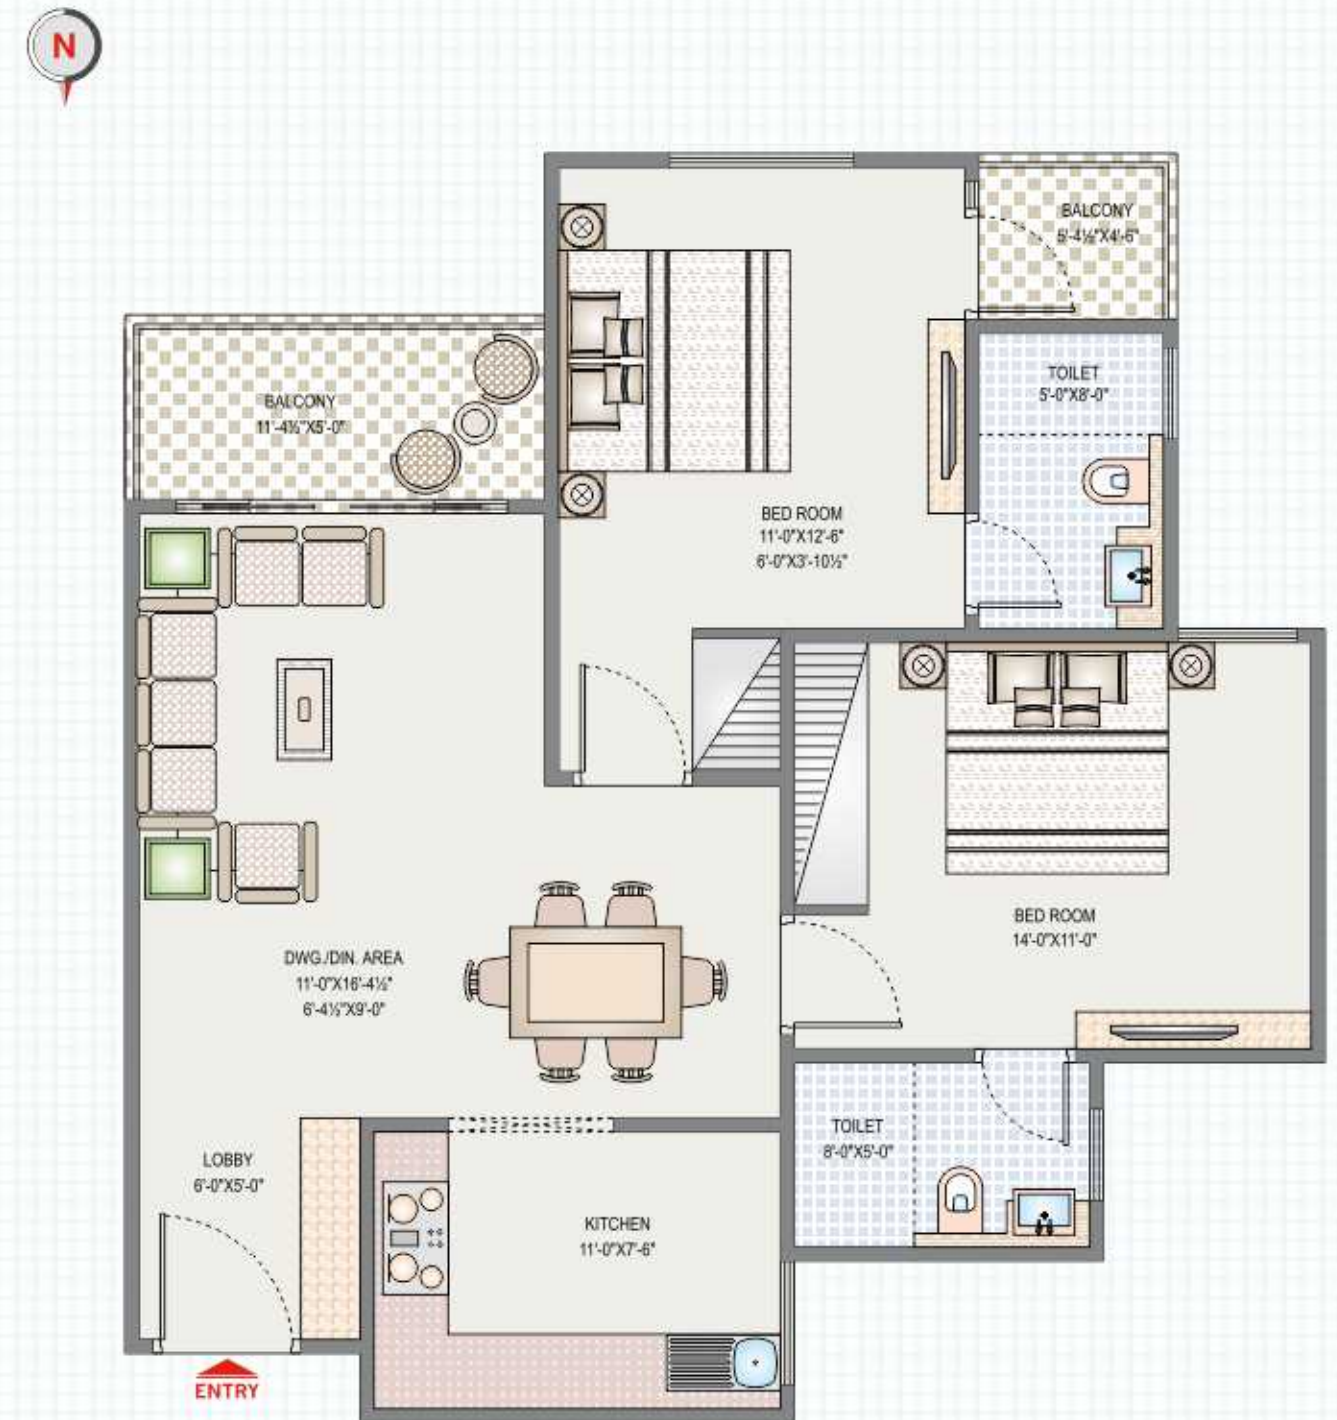 N
BALCONY
5'-4½"X4'-6"
BALCONY
11'-4½"X5'-0"
TOILET
5'-0"X8'-0"
BED ROOM
11'-0"X12'-6"
6'-0"X3'-10½"
BED ROOM
14'-0"X11'-0"
DWG./DIN. AREA
11'-0"X16'-4½"
6'-4½"X9'-0"
TOILET
8'-0"X5'-0"
LOBBY
6'-0"X5'-0"
KITCHEN
11'-0"X7'-6"
ENTRY